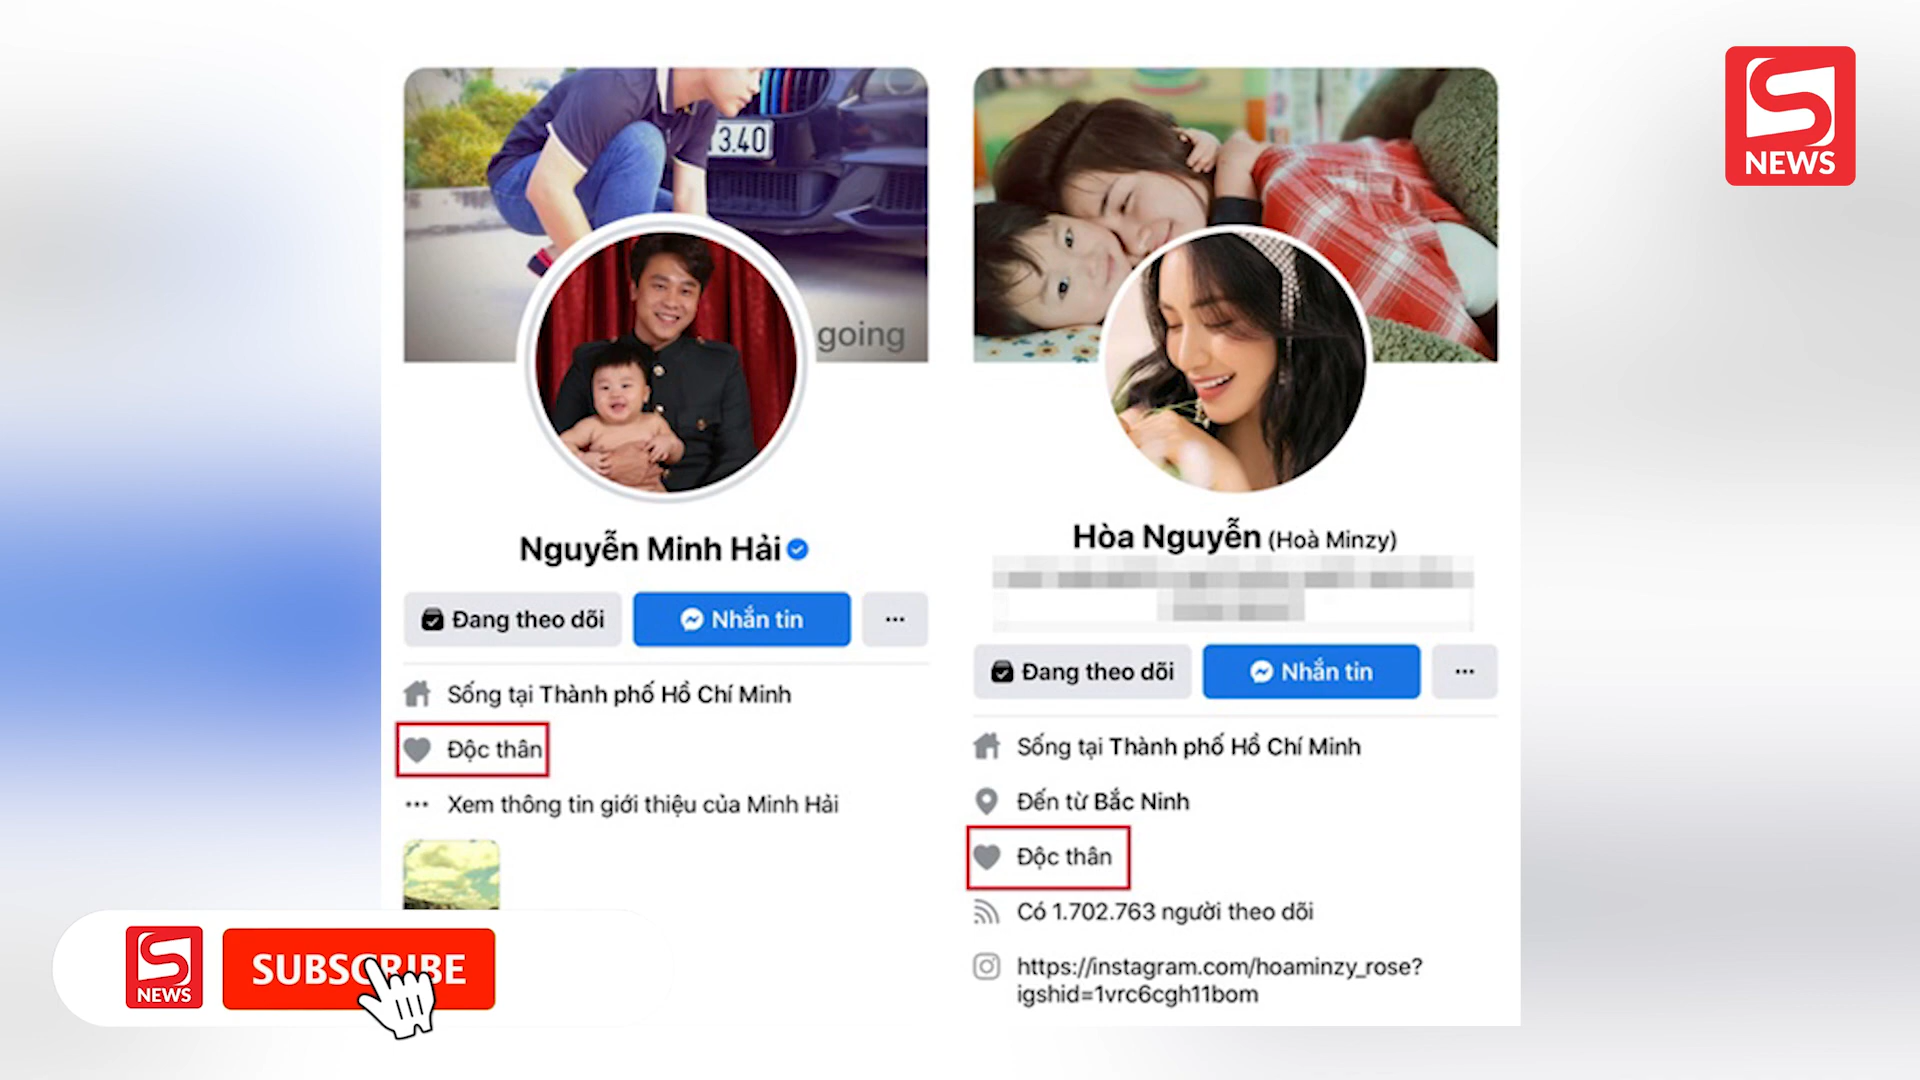 S
NEWS
3.40
going
Nguyễn Minh Hải
Đang theo dõi
Nhắn tin
Sống tại Thành phố Hồ Chí Minh
Độc thân
Xem thông tin giới thiệu của Minh Hải
Hòa Nguyễn (Hoà Minzy)
Đang theo dõi
Nhắn tin
Sống tại Thành phố Hồ Chí Minh
Đến từ Bắc Ninh
Độc thân
Có 1.702.763 người theo dõi
https://instagram.com/hoaminzy_rose?
igshid=1vrc6cgh11bom
S
NEWS
SUBSCRIBE